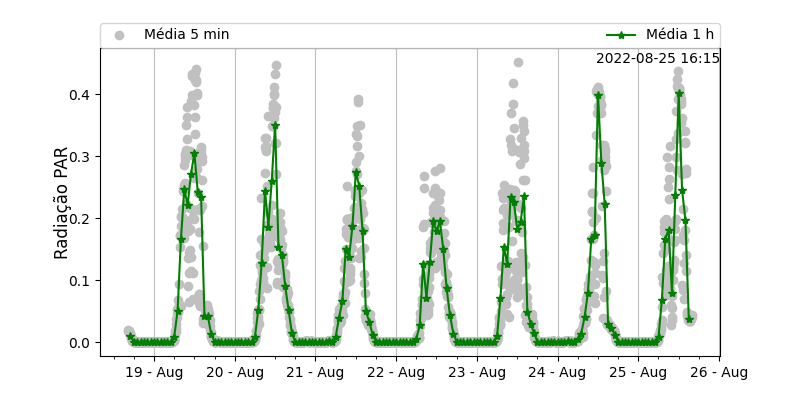 Média 5 min
Média 1 h
2022-08-25 16:15
0.4
0.3
0.2
0.1
0.0
Radiação PAR
19 - Aug
20 - Aug
21 - Aug
22 - Aug
23 - Aug
24 - Aug
25 - Aug
26 - Aug